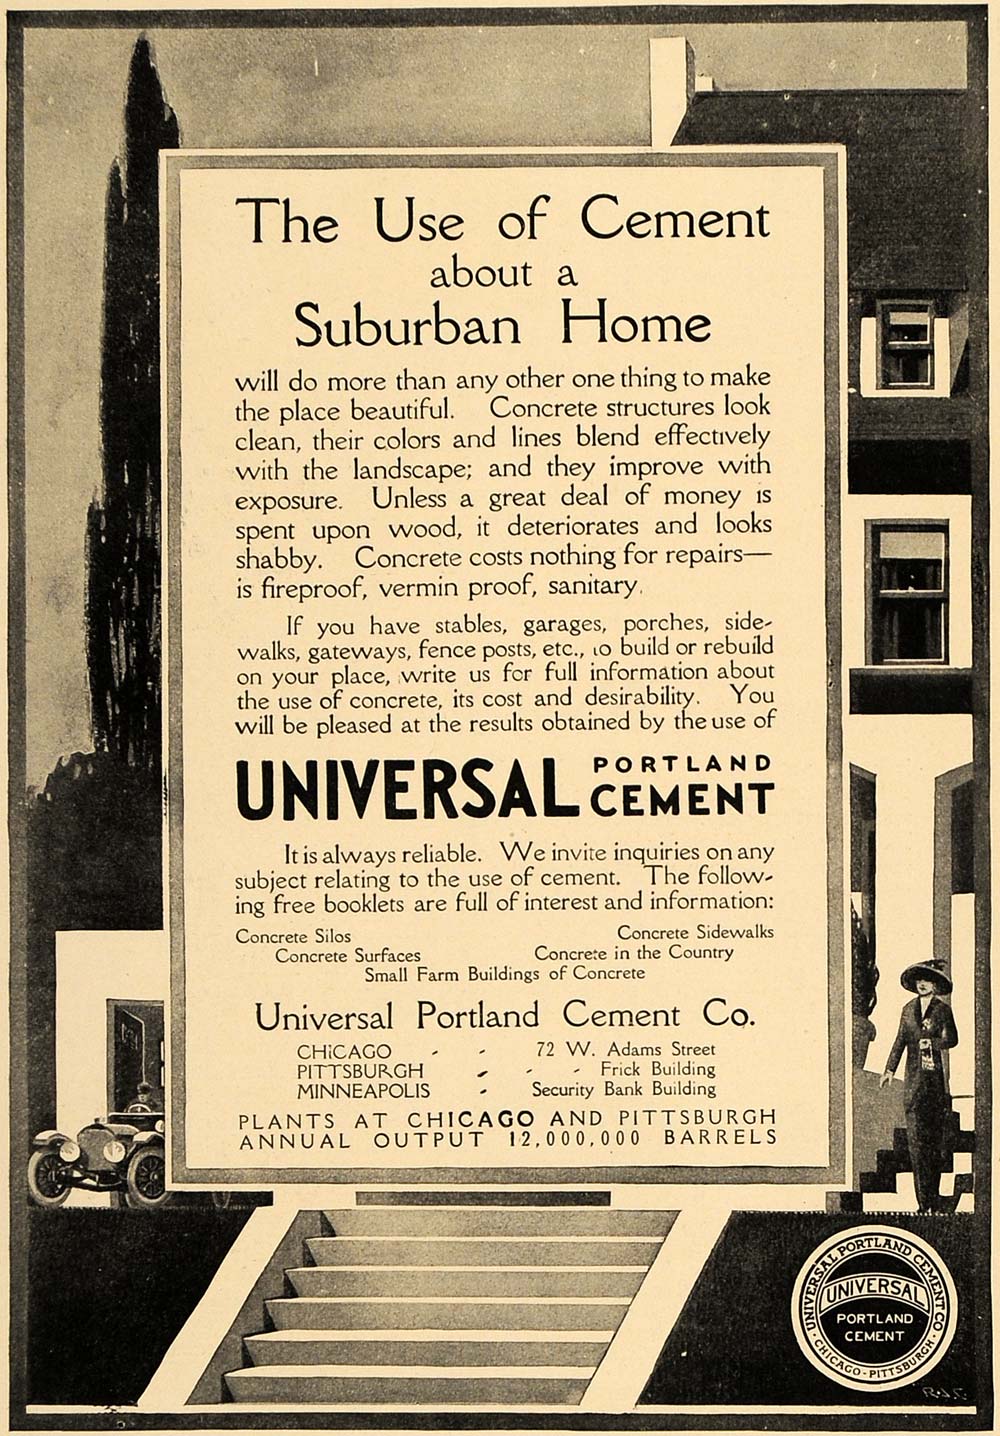 The Use of Cement
about a
Suburban Home
will do more than any other one thing to make
the place beautiful. Concrete structures look
clean, their colors and lines blend effectively
with the landscape; and they improve with
exposure. Unless a great deal of money is
spent upon wood, it deteriorates and looks
shabby. Concrete costs nothing for repairs—
is fireproof, vermin proof, sanitary.
If you have stables, garages, porches, side-
walks, gateways, fence posts, etc., to build or rebuild
on your place, write us for full information about
the use of concrete, its cost and desirability. You
will be pleased at the results obtained by the use of
UNIVERSAL PORTLAND CEMENT
It is always reliable. We invite inquiries on any
subject relating to the use of cement. The follow-
ing free booklets are full of interest and information:
Concrete Silos Concrete Sidewalks
Concrete Surfaces Concrete in the Country
Small Farm Buildings of Concrete
Universal Portland Cement Co.
CHICAGO - - 72 W. Adams Street
PITTSBURGH - - - Frick Building
MINNEAPOLIS - Security Bank Building
PLANTS AT CHICAGO AND PITTSBURGH
ANNUAL OUTPUT 12,000,000 BARRELS
UNIVERSAL PORTLAND CEMENT CO.
UNIVERSAL
PORTLAND
CEMENT
· CHICAGO - PITTSBURGH ·